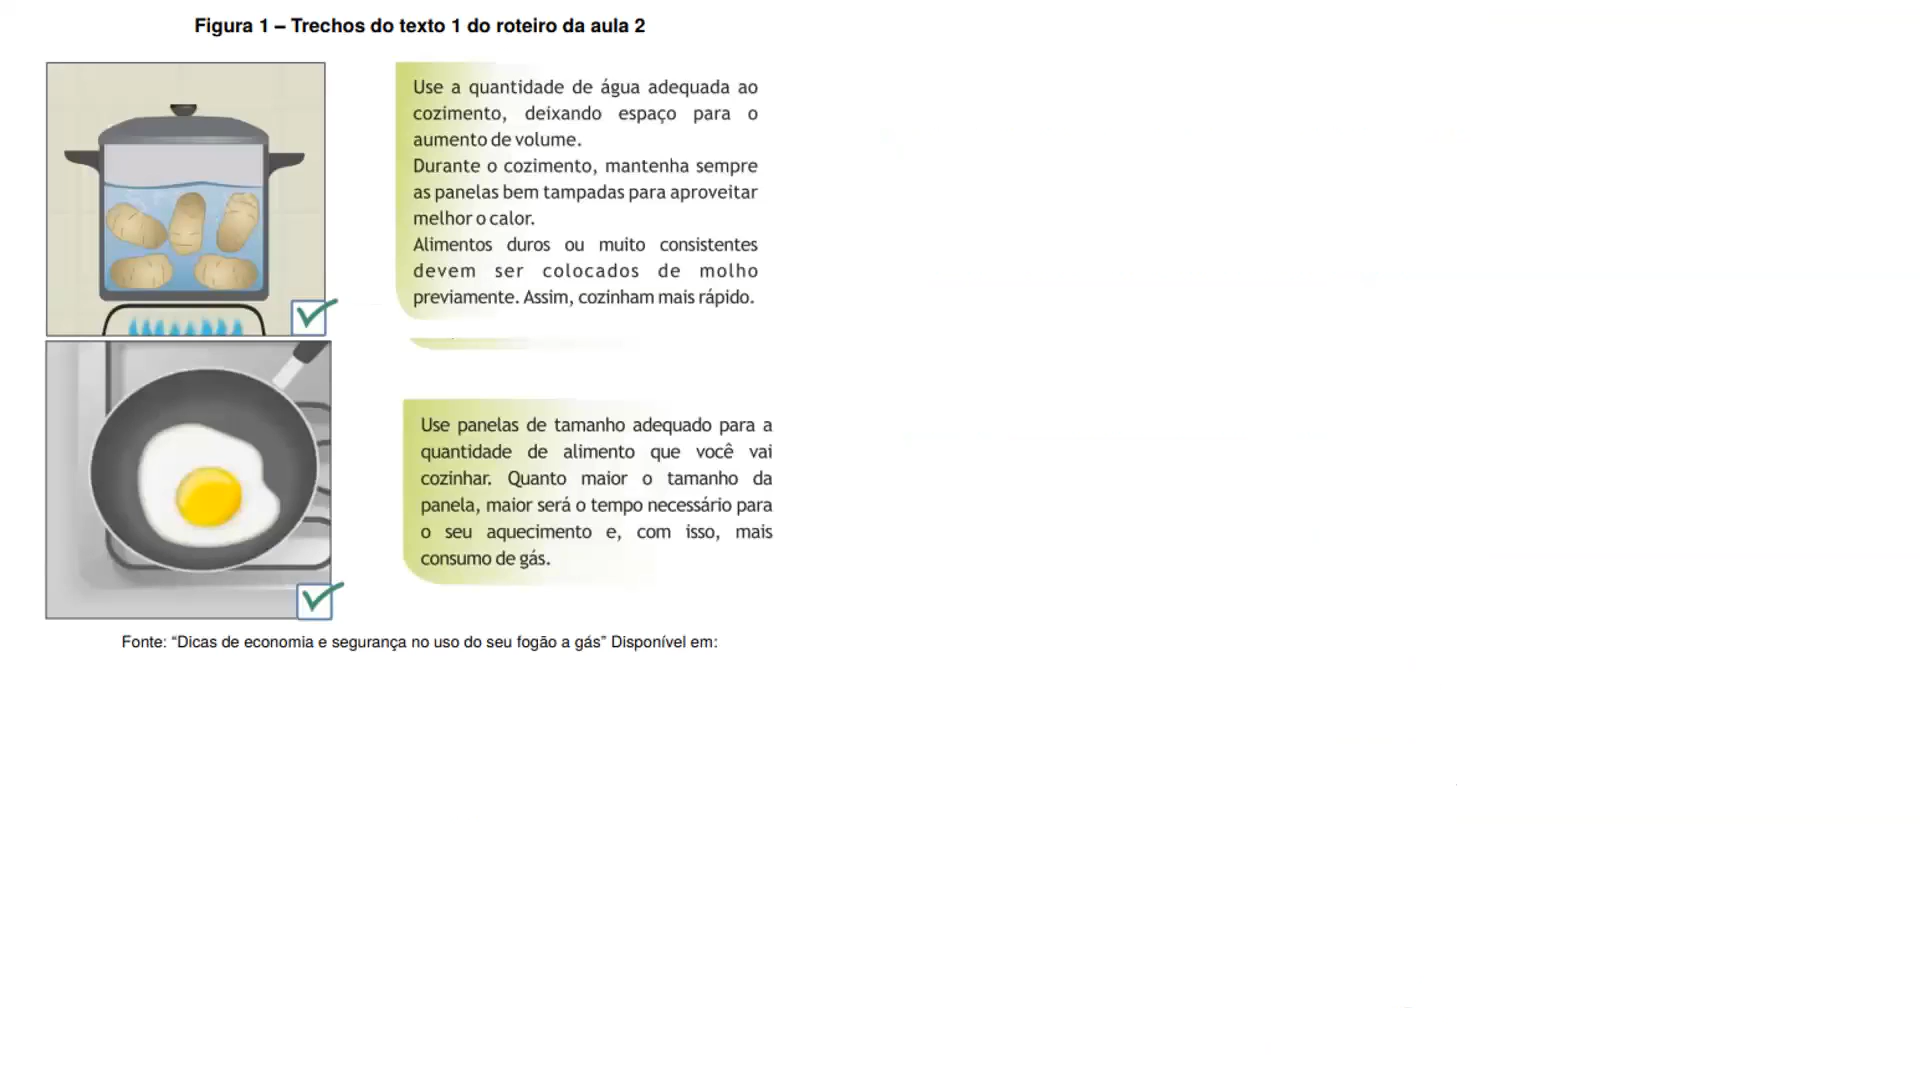 Figura 1 – Trechos do texto 1 do roteiro da aula 2
Use a quantidade de água adequada ao
cozimento, deixando espaço para o
aumento de volume.
Durante o cozimento, mantenha sempre
as panelas bem tampadas para aproveitar
melhor o calor.
Alimentos duros ou muito consistentes
devem ser colocados de molho
previamente. Assim, cozinham mais rápido.
Use panelas de tamanho adequado para a
quantidade de alimento que você vai
cozinhar. Quanto maior o tamanho da
panela, maior será o tempo necessário para
o seu aquecimento e, com isso, mais
consumo de gás.
Fonte: “Dicas de economia e segurança no uso do seu fogão a gás” Disponível em: